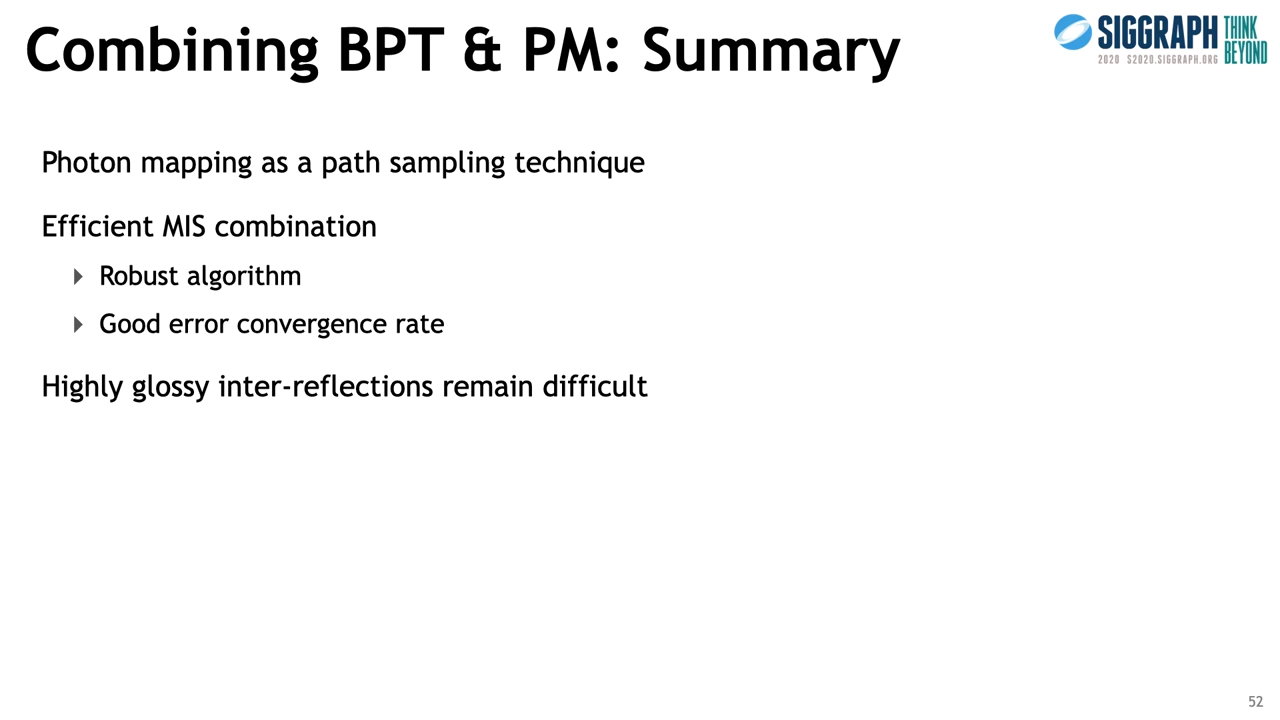 Combining BPT & PM: Summary
SIGGRAPH THINK BEYOND
2020 S2020.SIGGRAPH.ORG
Photon mapping as a path sampling technique
Efficient MIS combination
Robust algorithm
Good error convergence rate
Highly glossy inter-reflections remain difficult
52